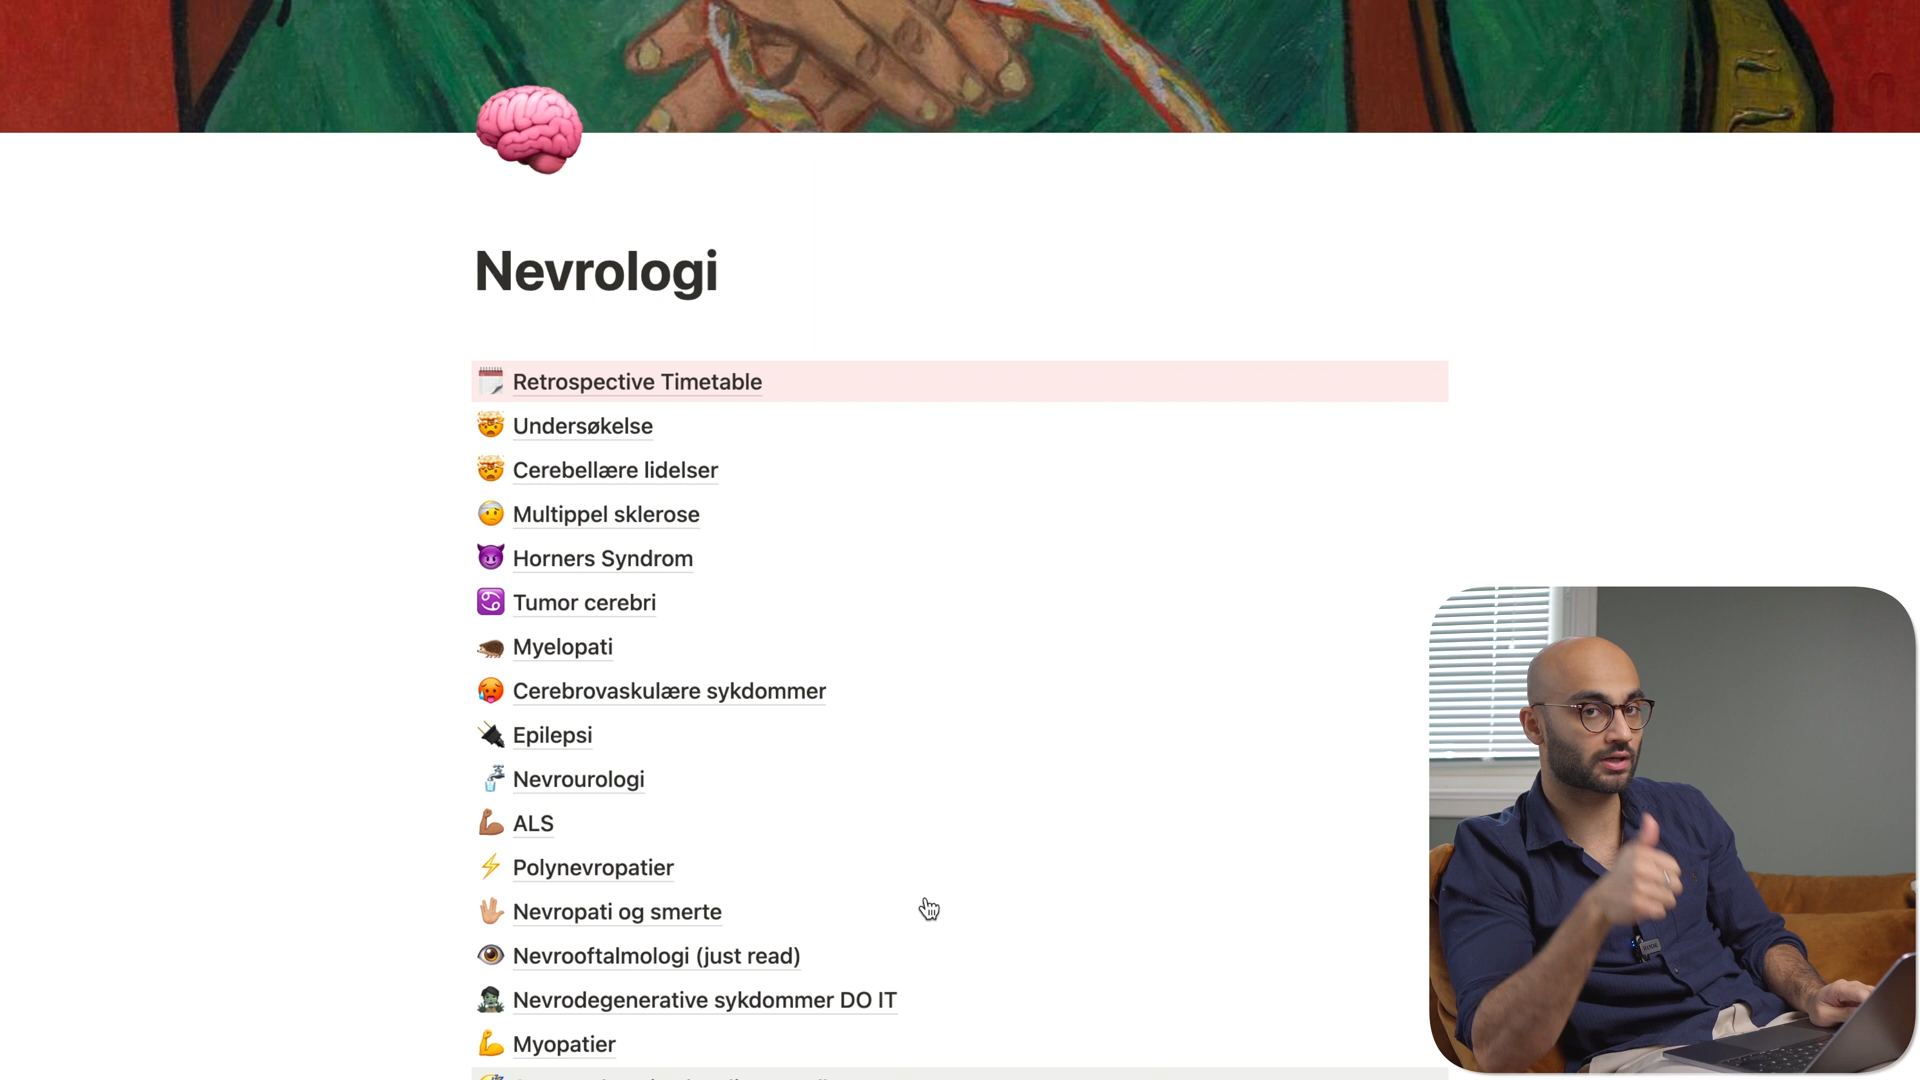 Nevrologi
Retrospective Timetable
Undersøkelse
Cerebellære lidelser
Multippel sklerose
Horners Syndrom
Tumor cerebri
Myelopati
Cerebrovaskulære sykdommer
Epilepsi
Nevrourologi
ALS
Polynevropatier
Nevropati og smerte
Nevrooftalmologi (just read)
Nevrodegenerative sykdommer DO IT
Myopatier